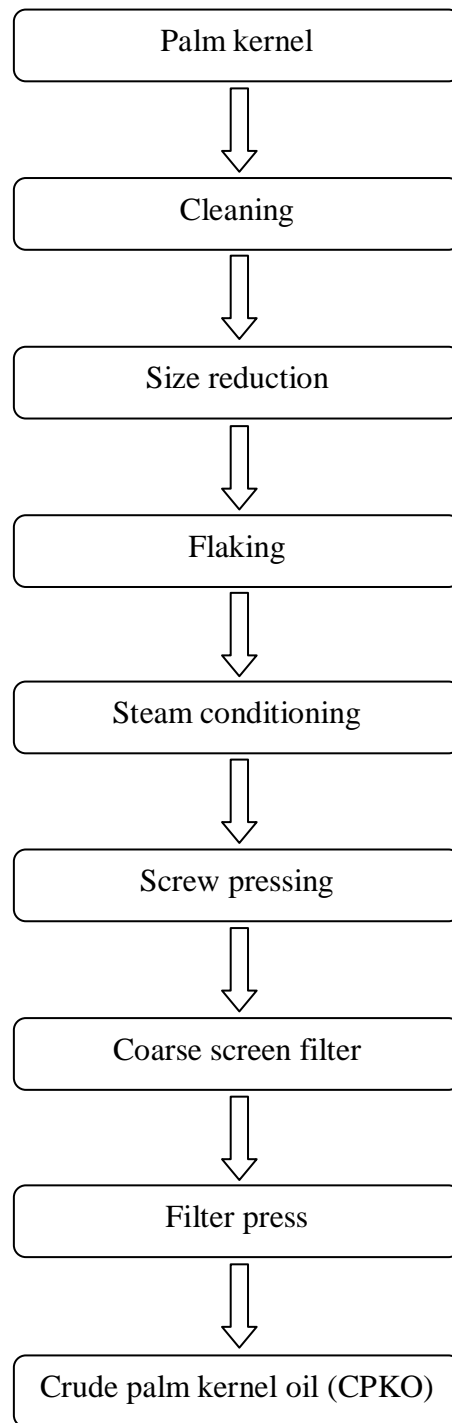 Palm kernel
Cleaning
Size reduction
Flaking
Steam conditioning
Screw pressing
Coarse screen filter
Filter press
Crude palm kernel oil (CPKO)